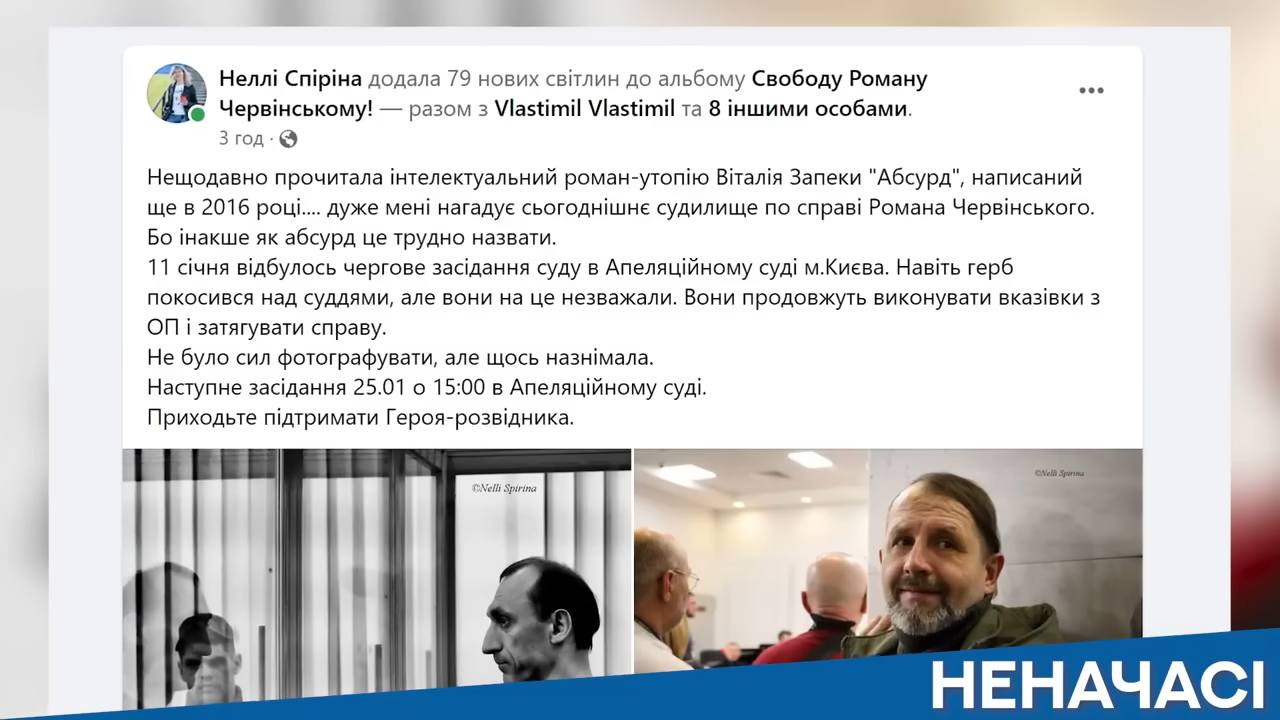 Неллі Спіріна додала 79 нових світлин до альбому Свободу Роману
Червінському! — разом з Vlastimil Vlastimil та 8 іншими особами.
3 год ·
Нещодавно прочитала інтелектуальний роман-утопію Віталія Запеки "Абсурд", написаний
ще в 2016 році.... дуже мені нагадує сьогоднішнє судилище по справі Романа Червінського.
Бо інакше як абсурд це трудно назвати.
11 січня відбулось чергове засідання суду в Апеляційному суді м.Києва. Навіть герб
покосився над суддями, але вони на це незважали. Вони продовжуть виконувати вказівки з
ОП і затягувати справу.
Не було сил фотографувати, але щось назнімала.
Наступне засідання 25.01 о 15:00 в Апеляційному суді.
Приходьте підтримати Героя-розвідника.
©Nelli Spirina
©Nelli Spirina
НЕНАЧАСІ